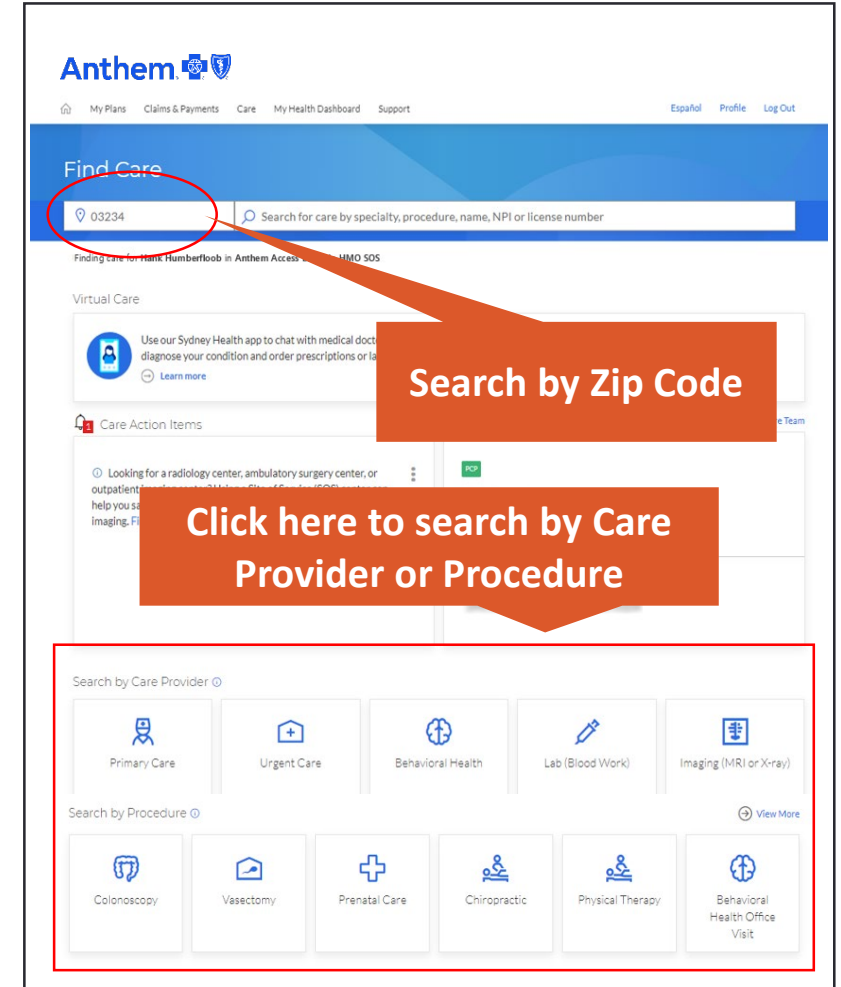 Anthem
My Plans Claims & Payments Care My Health Dashboard Support Español Profile Log Out
Find Care
03234 Search for care by specialty, procedure, name, NPI or license number
Finding care for Hank Humberfloob in Anthem Access HMO SOS
Virtual Care
Use our Sydney Health app to chat with medical
diagnose your condition and order prescriptions or
Learn more
Search by Zip Code
1 Care Action Items Team
Looking for a radiology center, ambulatory surgery center, or PCP
outpatient
help you
imaging.
Click here to search by Care
Provider or Procedure
Search by Care Provider
Primary Care Urgent Care Behavioral Health Lab (Blood Work) Imaging (MRI or X-ray)
Search by Procedure View More
Colonoscopy Vasectomy Prenatal Care Chiropractic Physical Therapy Behavioral
Health Office
Visit